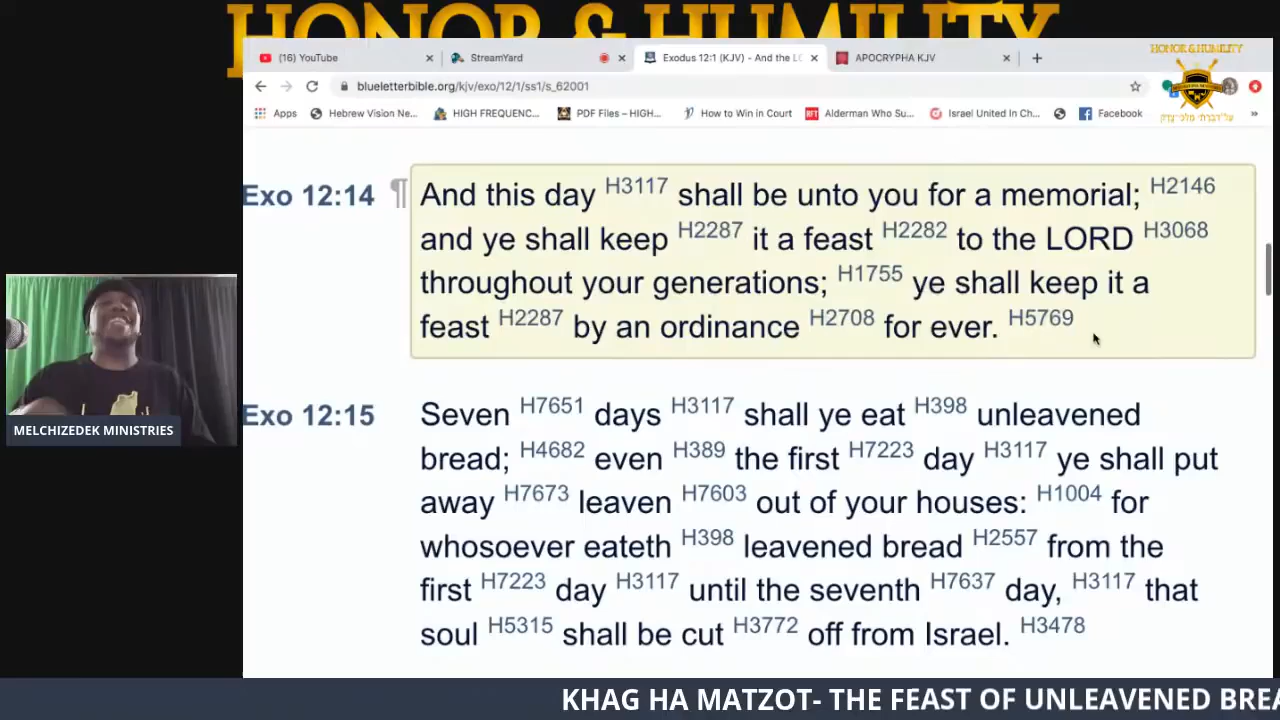 HONOR & HUMILITY
(16) YouTube
StreamYard
Exodus 12:1 (KJV) - And the LO
APOCRYPHA KJV
HONOR & HUMILITY
blueletterbible.org/kjv/exo/12/1/ss1/s_62001
Apps
Hebrew Vision Ne...
HIGH FREQUENC...
PDF Files – HIGH...
How to Win in Court
RFT Alderman Who Su...
Israel United In Ch...
Facebook
»
Exo 12:14 ¶ And this day H3117 shall be unto you for a memorial; H2146
and ye shall keep H2287 it a feast H2282 to the LORD H3068
throughout your generations; H1755 ye shall keep it a
feast H2287 by an ordinance H2708 for ever. H5769
Exo 12:15 Seven H7651 days H3117 shall ye eat H398 unleavened
bread; H4682 even H389 the first H7223 day H3117 ye shall put
away H7673 leaven H7603 out of your houses: H1004 for
whosoever eateth H398 leavened bread H2557 from the
first H7223 day H3117 until the seventh H7637 day, H3117 that
soul H5315 shall be cut H3772 off from Israel. H3478
MELCHIZEDEK MINISTRIES
KHAG HA MATZOT- THE FEAST OF UNLEAVENED BREA